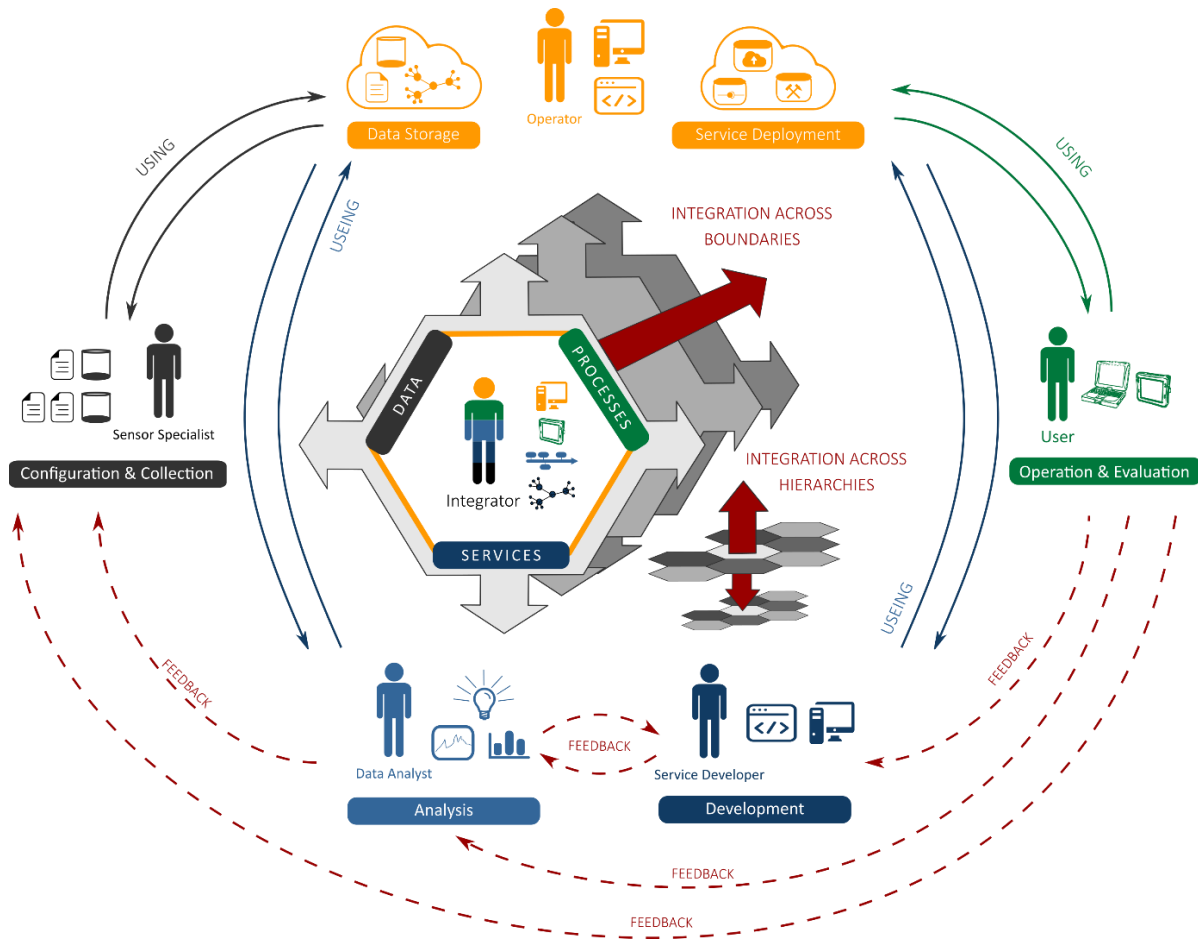 Operator
Data Storage
Service Deployment
USING
USING
USEING
INTEGRATION ACROSS
BOUNDARIES
DATA
PROCESSES
Sensor Specialist
Configuration & Collection
User
Operation & Evaluation
Integrator
INTEGRATION ACROSS
HIERARCHIES
SERVICES
USEING
FEEDBACK
FEEDBACK
FEEDBACK
Data Analyst
Service Developer
Analysis
Development
FEEDBACK
FEEDBACK